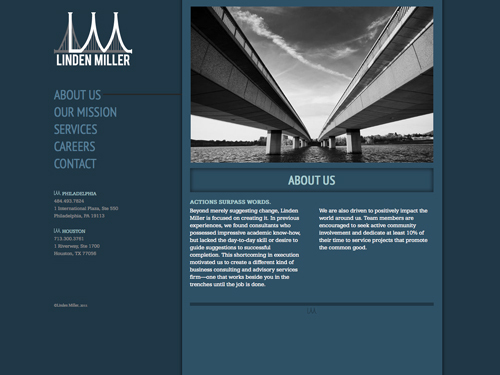 LINDEN MILLER
ABOUT US
OUR MISSION
SERVICES
CAREERS
CONTACT
LM PHILADELPHIA
484.493.7624
1 International Plaza, Ste 550
Philadelphia, PA 19113
LM HOUSTON
713.300.3761
1 Riverway, Ste 1700
Houston, TX 77056
ABOUT US
ACTIONS SURPASS WORDS.
Beyond merely suggesting change, Linden
Miller is focused on creating it. In previous
experiences, we found consultants who
possessed impressive academic know-how,
but lacked the day-to-day skill or desire to
guide suggestions to successful
completion. This shortcoming in execution
motivated us to create a different kind of
business consulting and advisory services
firm—one that works beside you in the
trenches until the job is done.
We are also driven to positively impact the
world around us. Team members are
encouraged to seek active community
involvement and dedicate at least 10% of
their time to service projects that promote
the common good.
LM